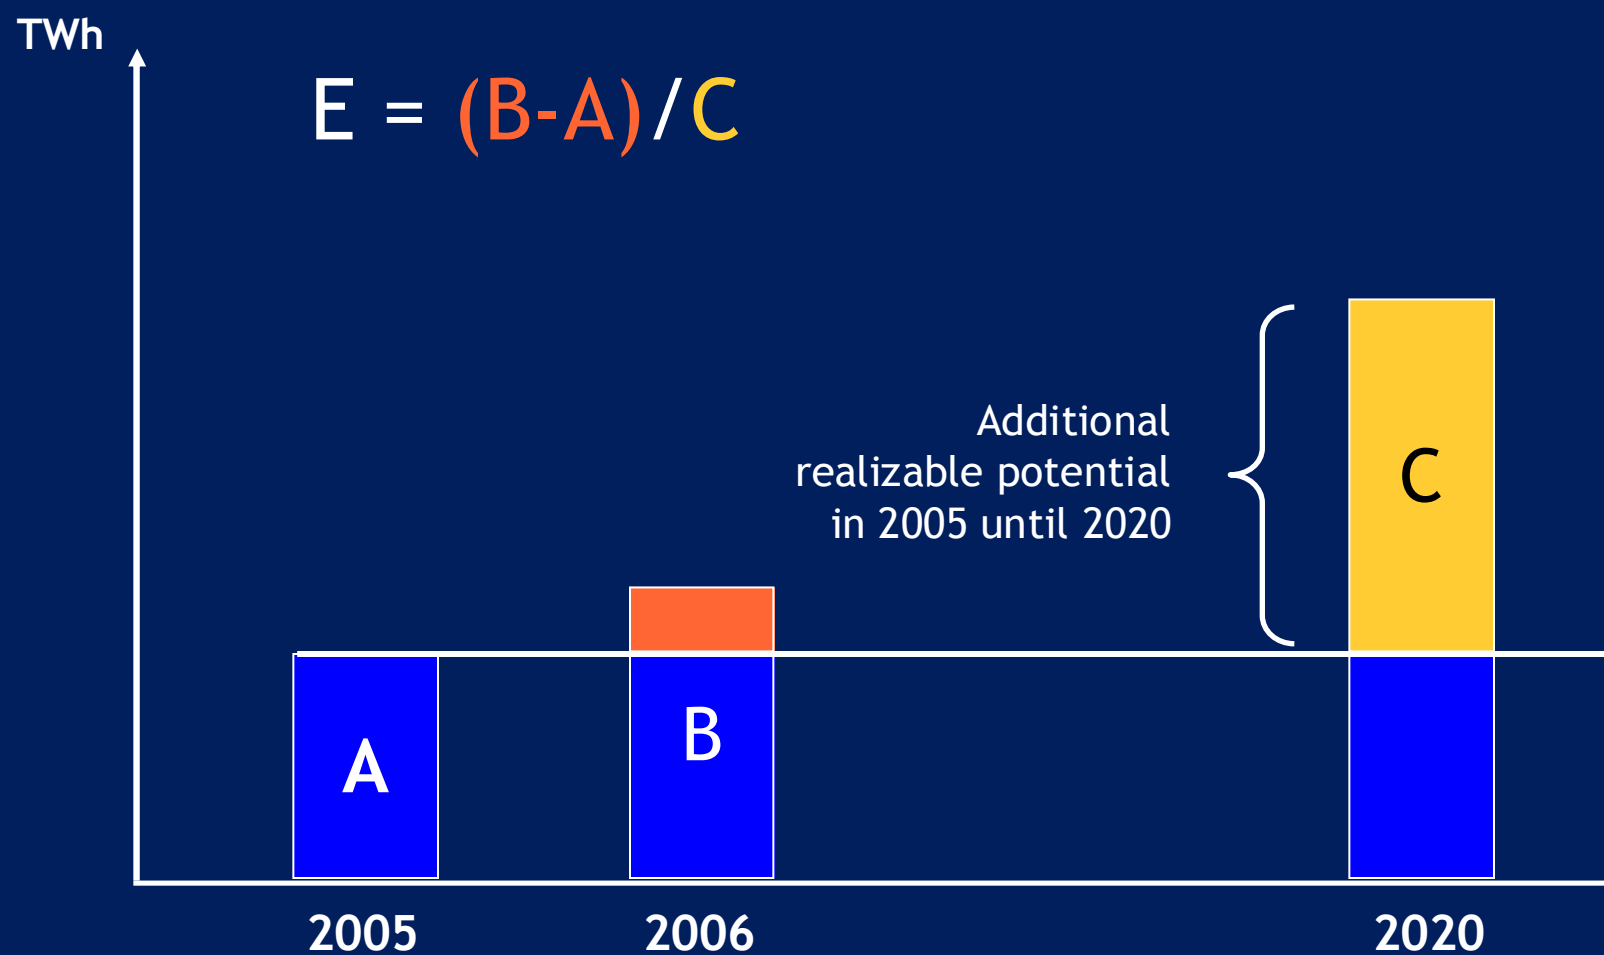 TWh
E = (B-A)/C
Additional
realizable potential
in 2005 until 2020
C
B
A
2005 2006 2020